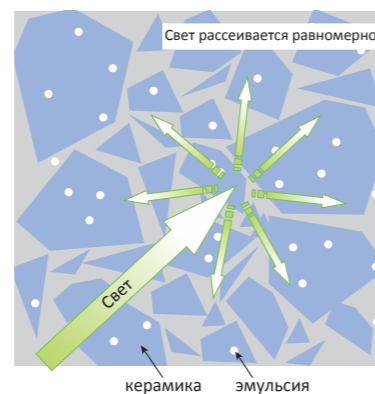 Свет рассеивается равномерно
Свет
керамика
эмульсия